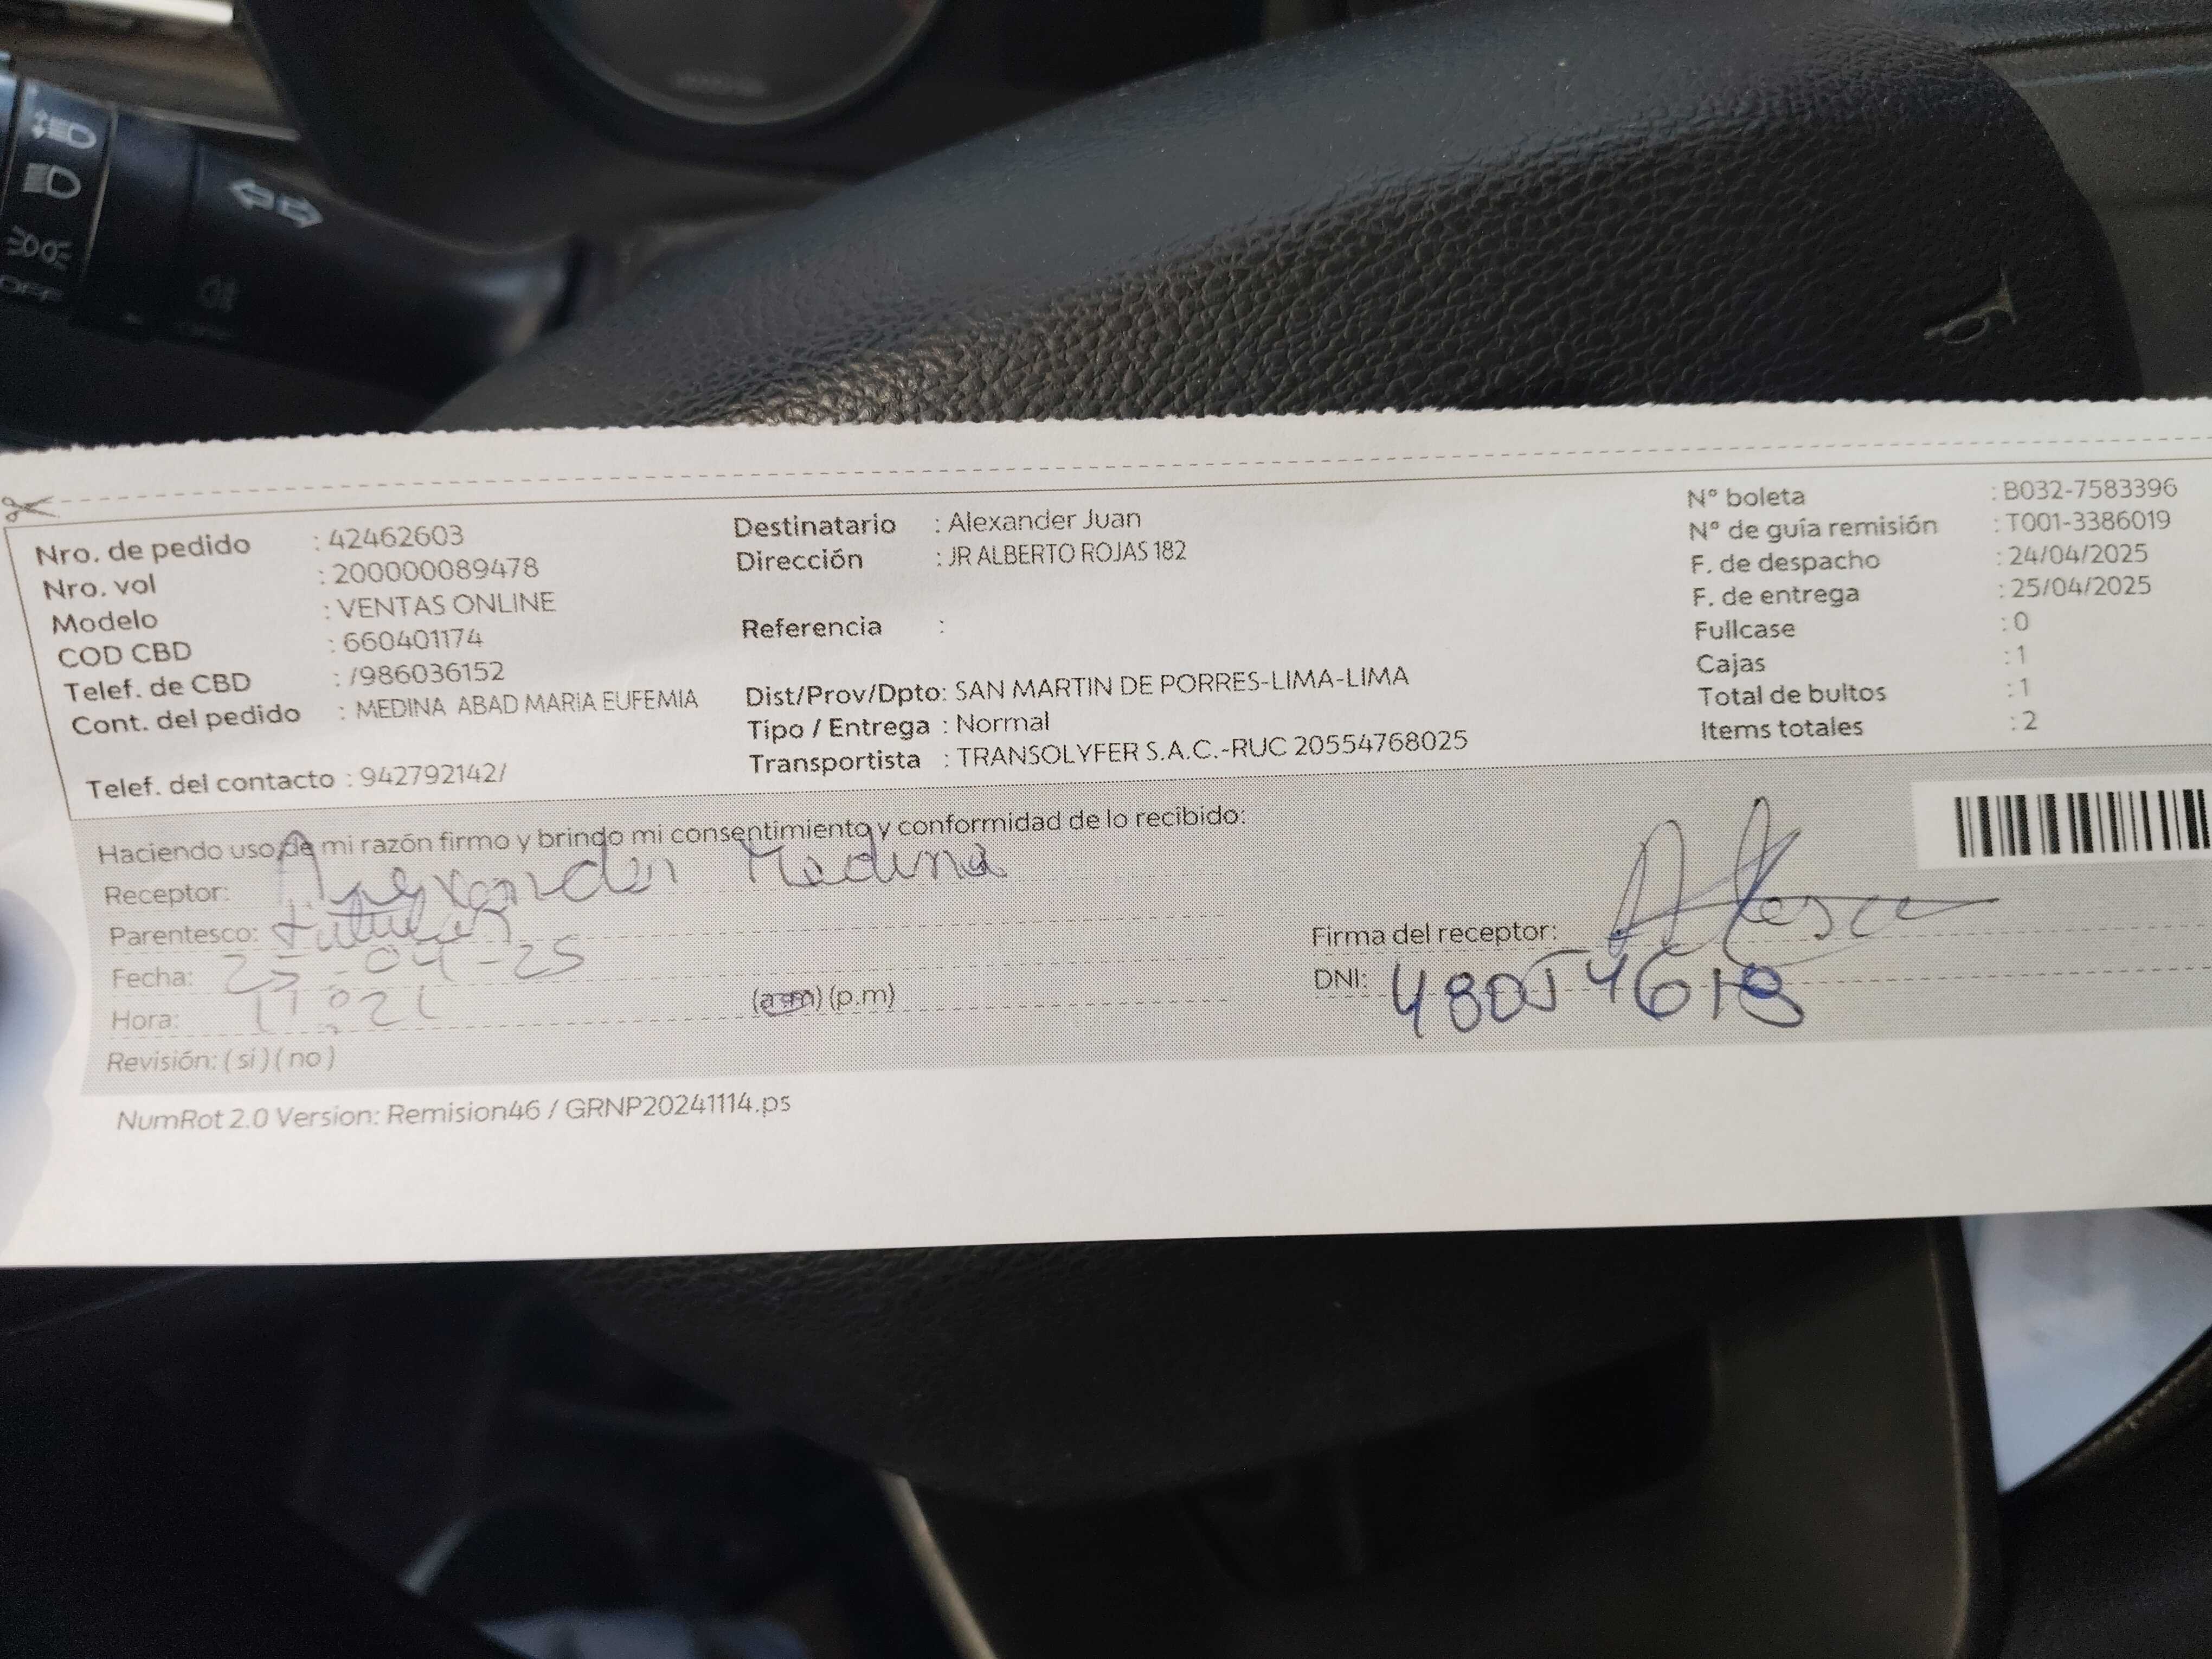 OFF
Nro. de pedido : 42462603
Nro. vol : 200000089478
Modelo : VENTAS ONLINE
COD CBD : 660401174
Telef. de CBD : /986036152
Cont. del pedido : MEDINA ABAD MARIA EUFEMIA
Telef. del contacto : 942792142/
Destinatario : Alexander Juan
Dirección : JR ALBERTO ROJAS 182
Referencia :
Dist/Prov/Dpto: SAN MARTIN DE PORRES-LIMA-LIMA
Tipo / Entrega : Normal
Transportista : TRANSOLYFER S.A.C.-RUC 20554768025
N° boleta : B032-7583396
N° de guía remisión : T001-3386019
F. de despacho : 24/04/2025
F. de entrega : 25/04/2025
Fullcase : 0
Cajas : 1
Total de bultos : 1
Items totales : 2
Haciendo uso de mi razón firmo y brindo mi consentimiento y conformidad de lo recibido:
Receptor: Alexander Medina
Parentesco: titular
Fecha: 25-04-25
Hora: (a.m) (p.m)
Revisión: ( si ) ( no )
Firma del receptor:
DNI: 48054618
NumRot 2.0 Version: Remision46 / GRNP20241114.ps